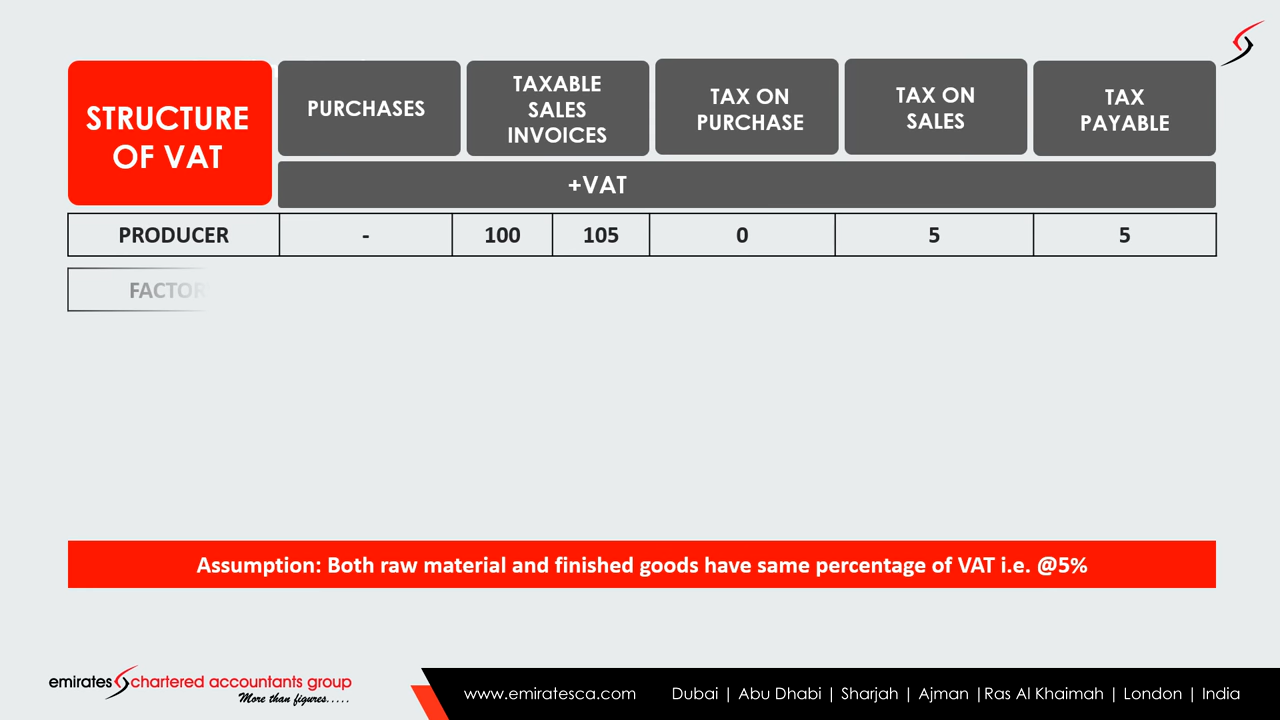 STRUCTURE
OF VAT
PURCHASES
TAXABLE
SALES
INVOICES
TAX ON
PURCHASE
TAX ON
SALES
TAX
PAYABLE
+VAT
PRODUCER - 100 105 0 5 5
FACTOR
Assumption: Both raw material and finished goods have same percentage of VAT i.e. @5%
emirates chartered accountants group
More than figures.....
www.emiratesca.com Dubai | Abu Dhabi | Sharjah | Ajman |Ras Al Khaimah | London | India